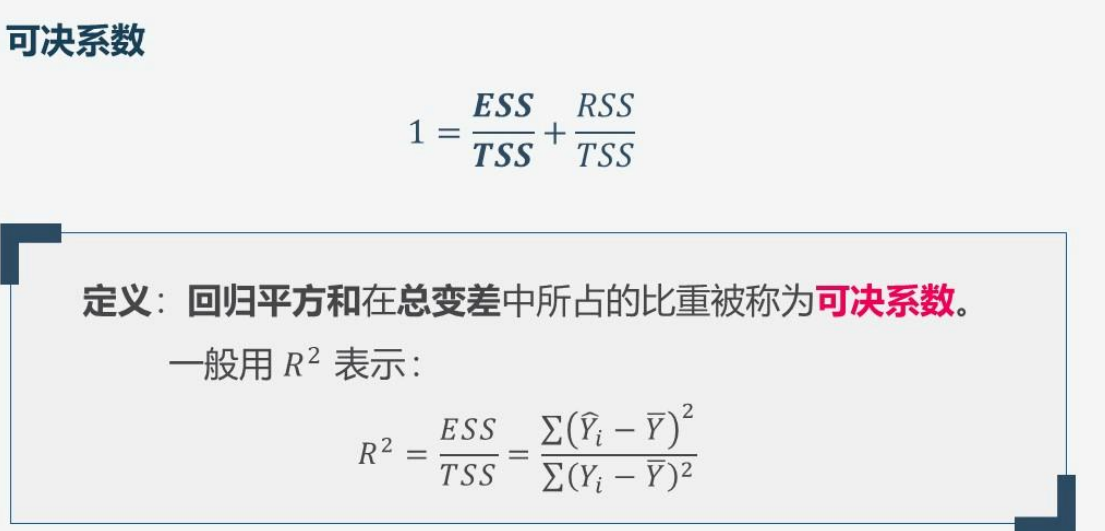 可决系数
1 = ESS/TSS + RSS/TSS
定义：回归平方和在总变差中所占的比重被称为可决系数。
一般用 R² 表示：
R² = ESS/TSS = ∑(Ŷᵢ − Y̅)²/∑(Yᵢ − Y̅)²